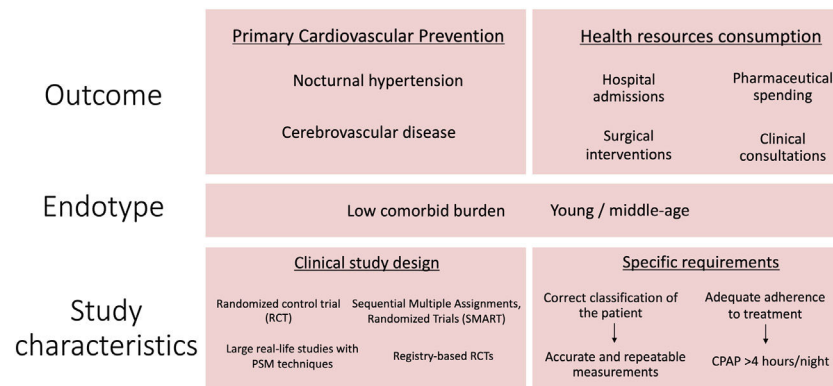 Outcome
Primary Cardiovascular Prevention
Nocturnal hypertension
Cerebrovascular disease
Health resources consumption
Hospital
admissions
Pharmaceutical
spending
Surgical
interventions
Clinical
consultations
Endotype
Low comorbid burden
Young / middle-age
Study
characteristics
Clinical study design
Randomized control trial
(RCT)
Sequential Multiple Assignments,
Randomized Trials (SMART)
Large real-life studies with
PSM techniques
Registry-based RCTs
Specific requirements
Correct classification of
the patient
Accurate and repeatable
measurements
Adequate adherence
to treatment
CPAP >4 hours/night